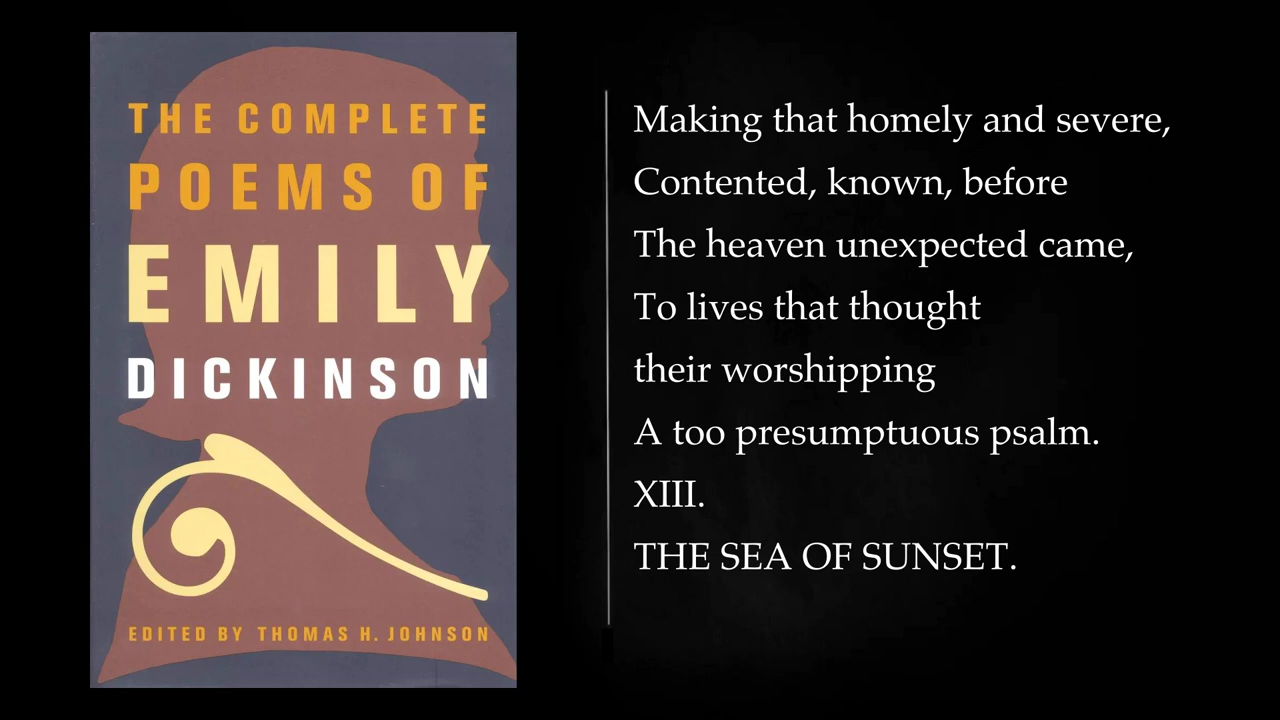 THE COMPLETE
POEMS OF
EMILY
DICKINSON
EDITED BY THOMAS H. JOHNSON
Making that homely and severe,
Contented, known, before
The heaven unexpected came,
To lives that thought
their worshipping
A too presumptuous psalm.
XIII.
THE SEA OF SUNSET.